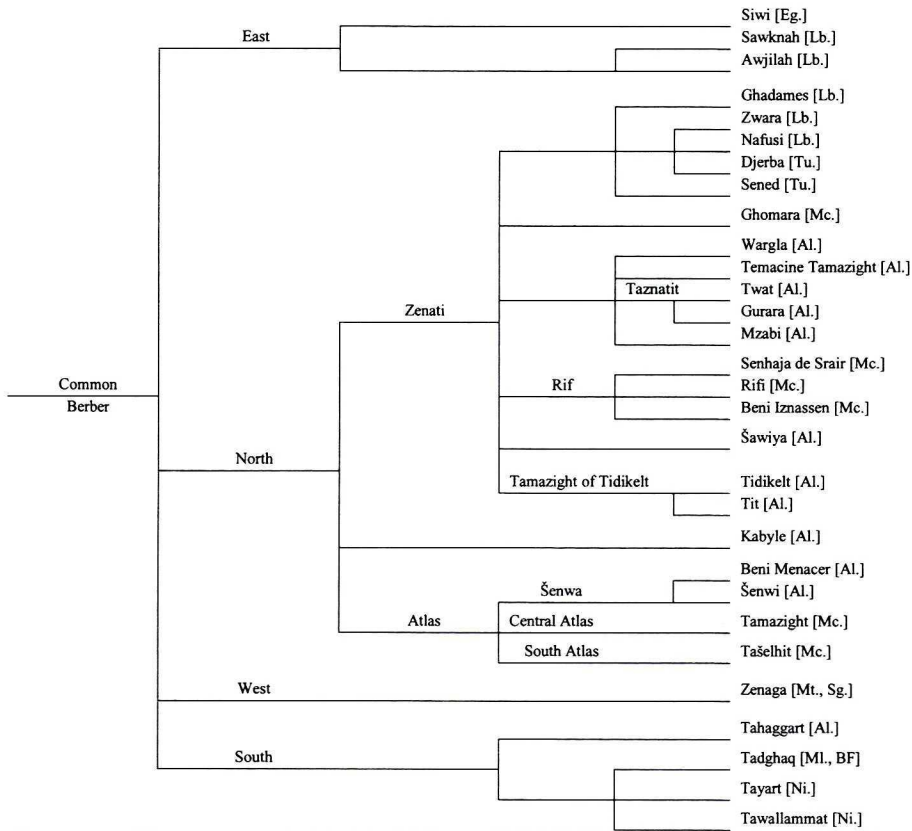 Siwi [Eg.]
East
Sawknah [Lb.]
Awjilah [Lb.]
Ghadames [Lb.]
Zwara [Lb.]
Nafusi [Lb.]
Djerba [Tu.]
Sened [Tu.]
Ghomara [Mc.]
Wargla [Al.]
Temacine Tamazight [Al.]
Taznatit
Twat [Al.]
Gurara [Al.]
Zenati
Mzabi [Al.]
Senhaja de Srair [Mc.]
Common
Rif
Rifi [Mc.]
Berber
Beni Iznassen [Mc.]
Šawiya [Al.]
North
Tamazight of Tidikelt
Tidikelt [Al.]
Tit [Al.]
Kabyle [Al.]
Beni Menacer [Al.]
Šenwa
Šenwi [Al.]
Atlas
Central Atlas
Tamazight [Mc.]
South Atlas
Tašelhit [Mc.]
West
Zenaga [Mt., Sg.]
Tahaggart [Al.]
South
Tadghaq [Ml., BF]
Tayart [Ni.]
Tawallammat [Ni.]